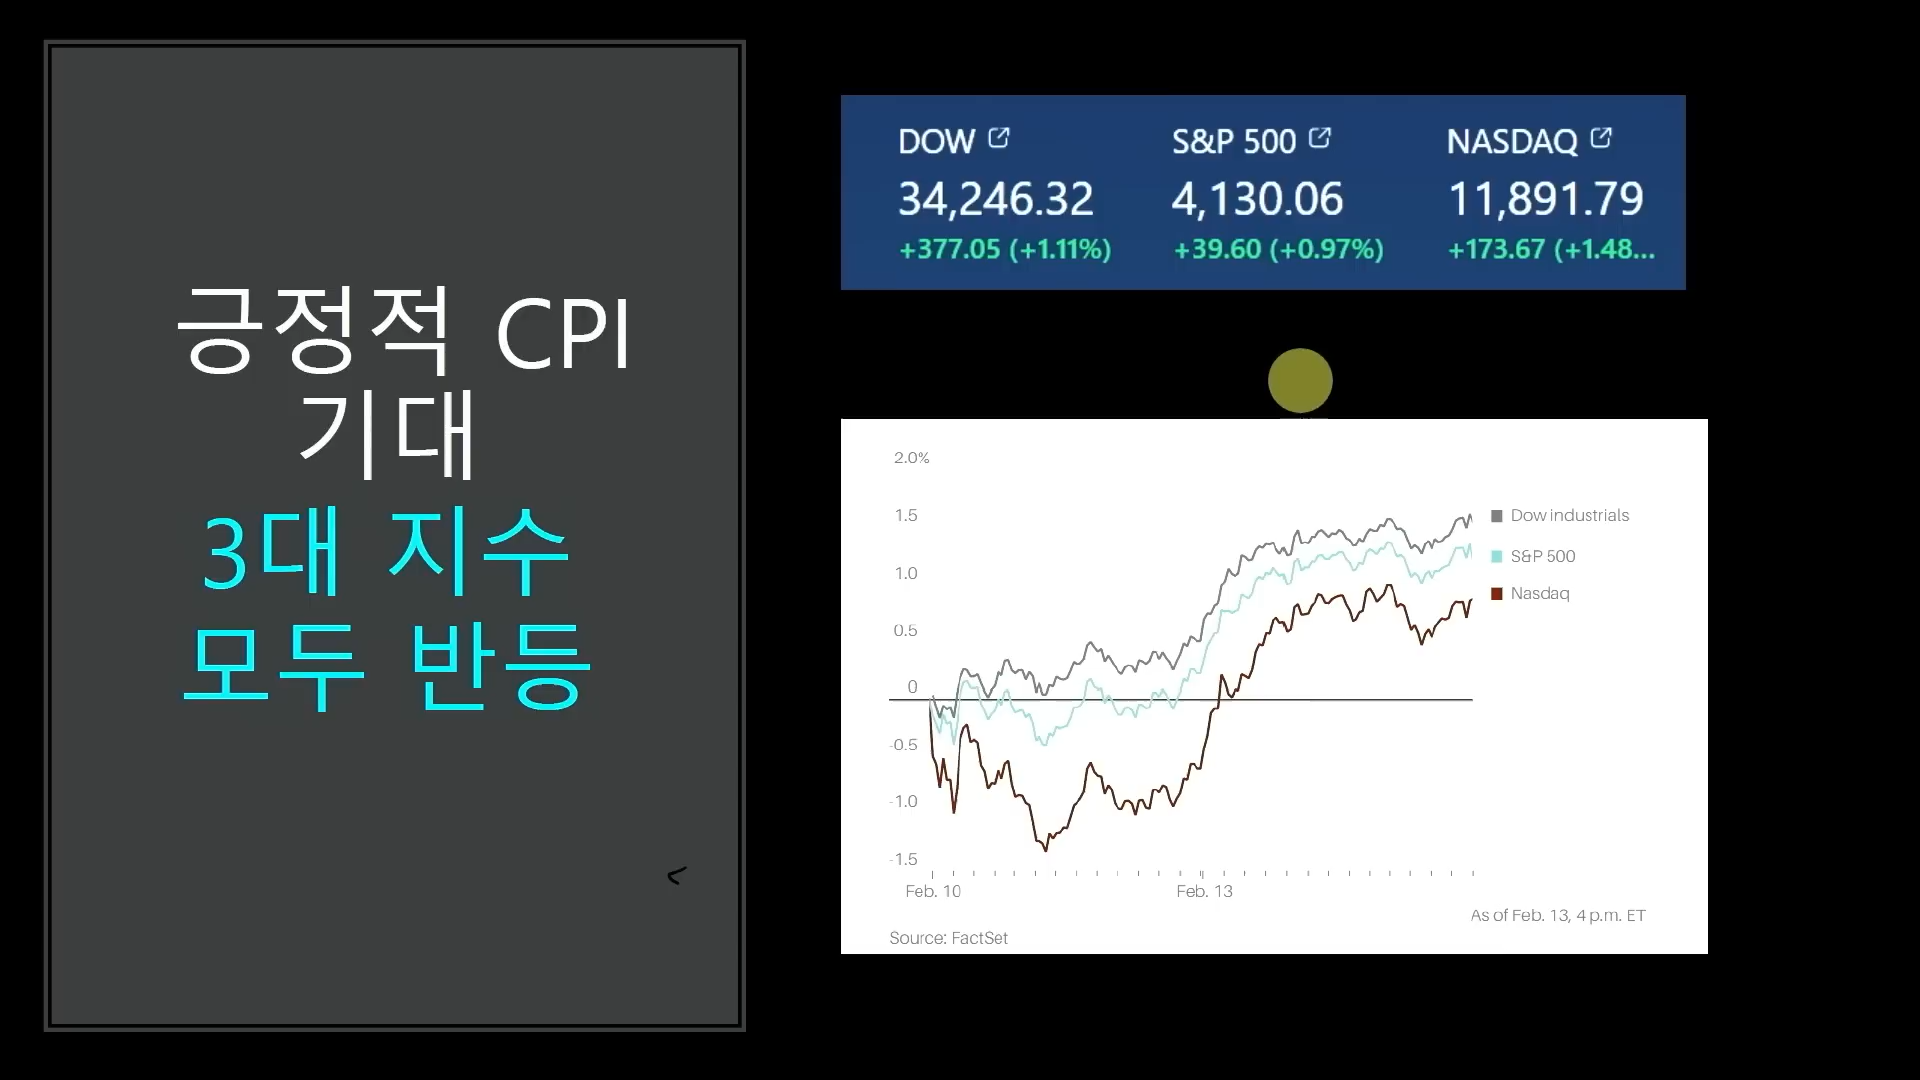 긍정적 CPI
기대
3대 지수
모두 반등
DOW S&P 500 NASDAQ
34,246.32 4,130.06 11,891.79
+377.05 (+1.11%) +39.60 (+0.97%) +173.67 (+1.48...
2.0%
1.5
1.0
0.5
0
-0.5
-1.0
-1.5
Dow industrials
S&P 500
Nasdaq
Feb. 10 Feb. 13
As of Feb. 13, 4 p.m. ET
Source: FactSet